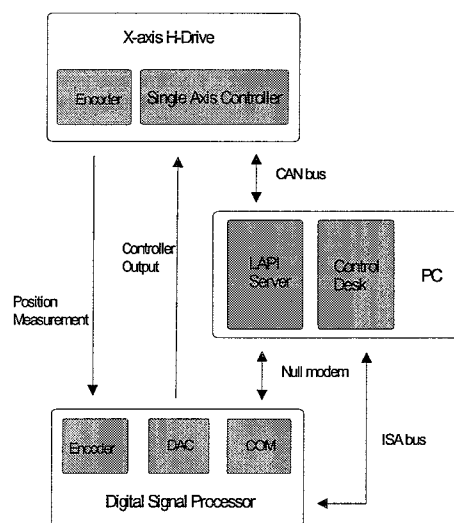 X-axis H-Drive
Encoder
Single Axis Controller
CAN bus
Controller
Output
LAPI
Server
Control
Desk
PC
Position
Measurement
Null modem
Encoder
DAC
COM
ISA bus
Digital Signal Processor